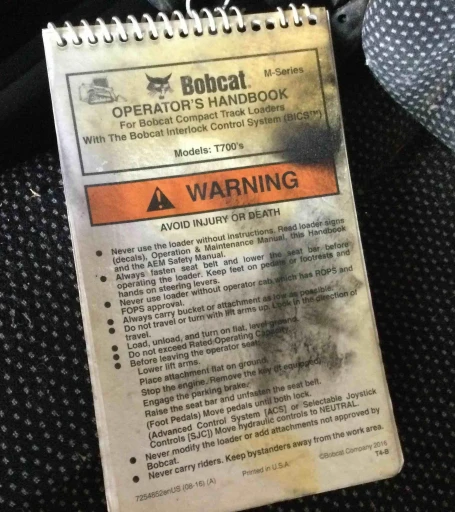 Bobcat.
M-Series
OPERATOR'S HANDBOOK
For Bobcat Compact Track Loaders
With The Bobcat Interlock Control System (BICS™)
Models: T700's
WARNING
AVOID INJURY OR DEATH
• Never use the loader without instructions. Read loader signs
(decals), Operation & Maintenance Manual, this Handbook
and the AEM Safety Manual.
• Always fasten seat belt and lower the seat bar before
operating the loader. Keep feet on pedals or footrests and
hands on steering levers.
• Never use loader without operator cab which has ROPS and
FOPS approval.
• Always carry bucket or attachment as low as possible.
• Do not travel or turn with lift arms up. Look in the direction of
travel.
• Load, unload, and turn on flat, level ground.
• Do not exceed Rated Operating Capacity.
• Before leaving the operator seat:
Lower lift arms.
Place attachment flat on ground.
Stop the engine. Remove the key (if equipped).
Engage the parking brake.
Raise the seat bar and unfasten the seat belt.
(Foot Pedals) Move pedals until both lock.
(Advanced Control System [ACS] or Selectable Joystick
Controls [SJC]) Move hydraulic controls to NEUTRAL.
• Never modify the loader or add attachments not approved by
Bobcat.
• Never carry riders. Keep bystanders away from the work area.
7254852enUS (08-16) (A)
Printed in U.S.A.
©Bobcat Company 2016
T4-B